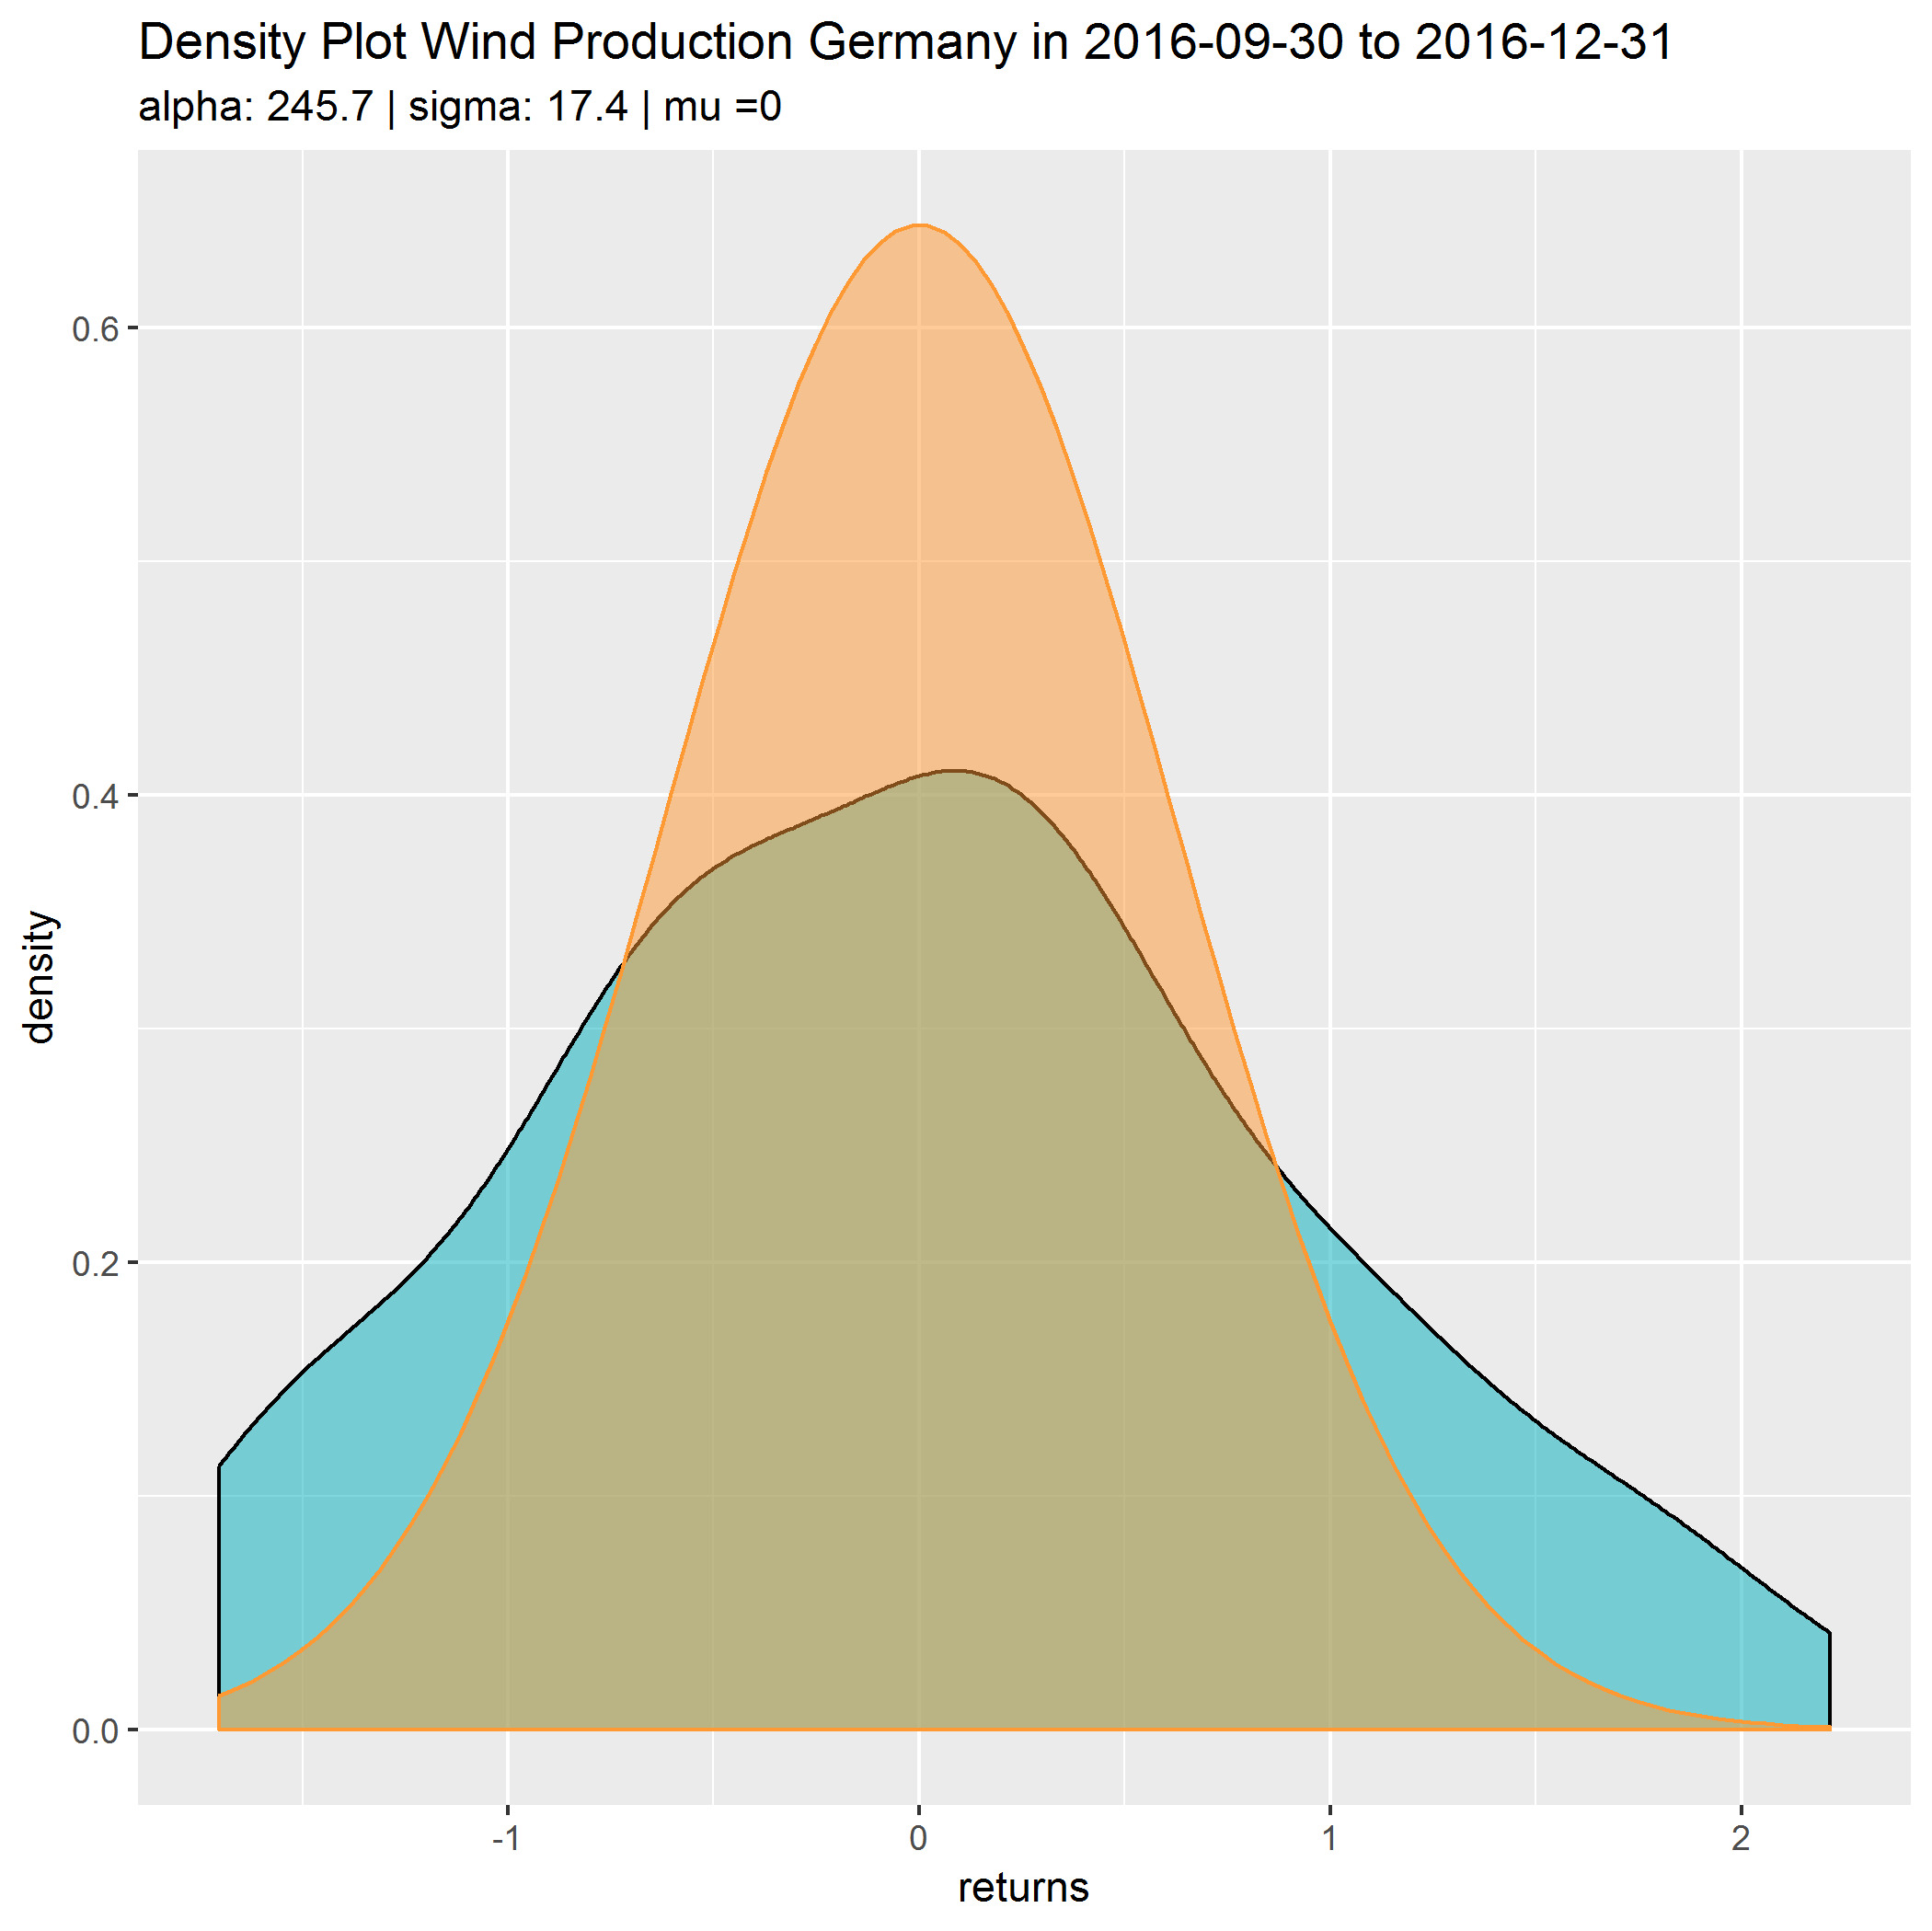 Density Plot Wind Production Germany in 2016-09-30 to 2016-12-31
alpha: 245.7 | sigma: 17.4 | mu =0
0.6
0.4
0.2
0.0
density
-1
0
1
2
returns